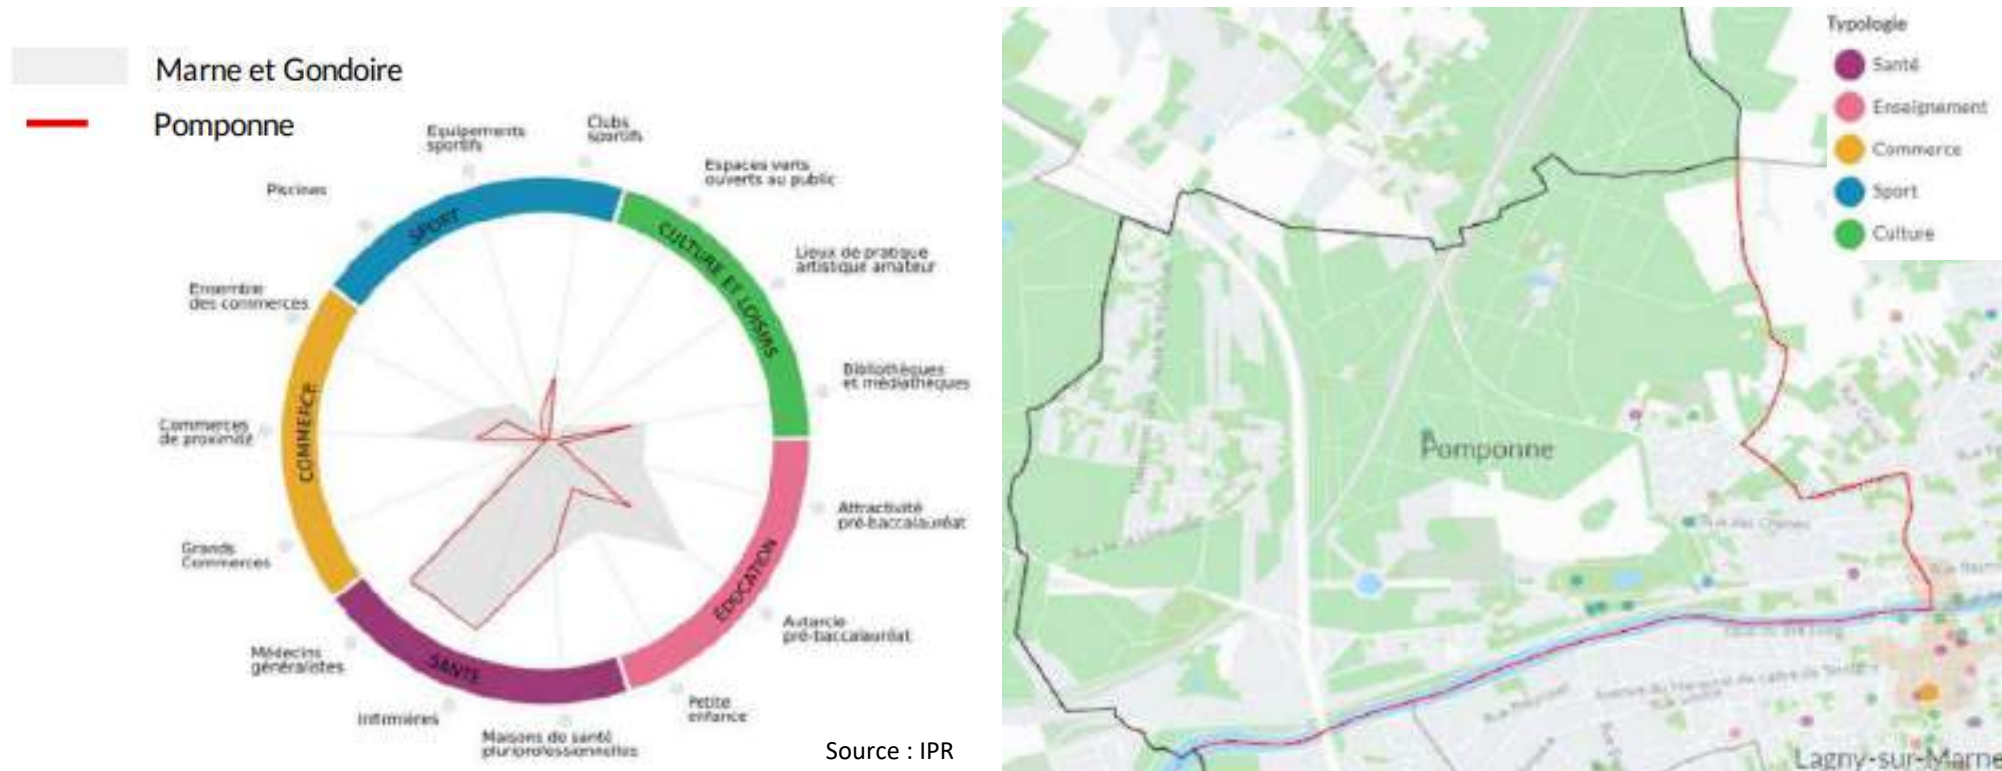 Marne et Gondoire
Pomponne
Equipements
sportifs
Clubs
sportifs
Espaces verts
ouverts au public
Piscines
Lieux de pratique
artistique amateur
Ensemble
des commerces
Bibliothèques
et médiathèques
Commerces
de proximité
Attractivité
pré-baccalauréat
Grands
Commerces
Autarcie
pré-baccalauréat
Médecins
généralistes
Petite
enfance
Infirmières
Maisons de santé
pluriprofessionnelles
SPORT
CULTURE ET LOISIRS
COMMERCE
ÉDUCATION
SANTÉ
Source : IPR
Typologie
Santé
Enseignement
Commerce
Sport
Culture
Pomponne
Rue des Chênes
Lagny-sur-Marne